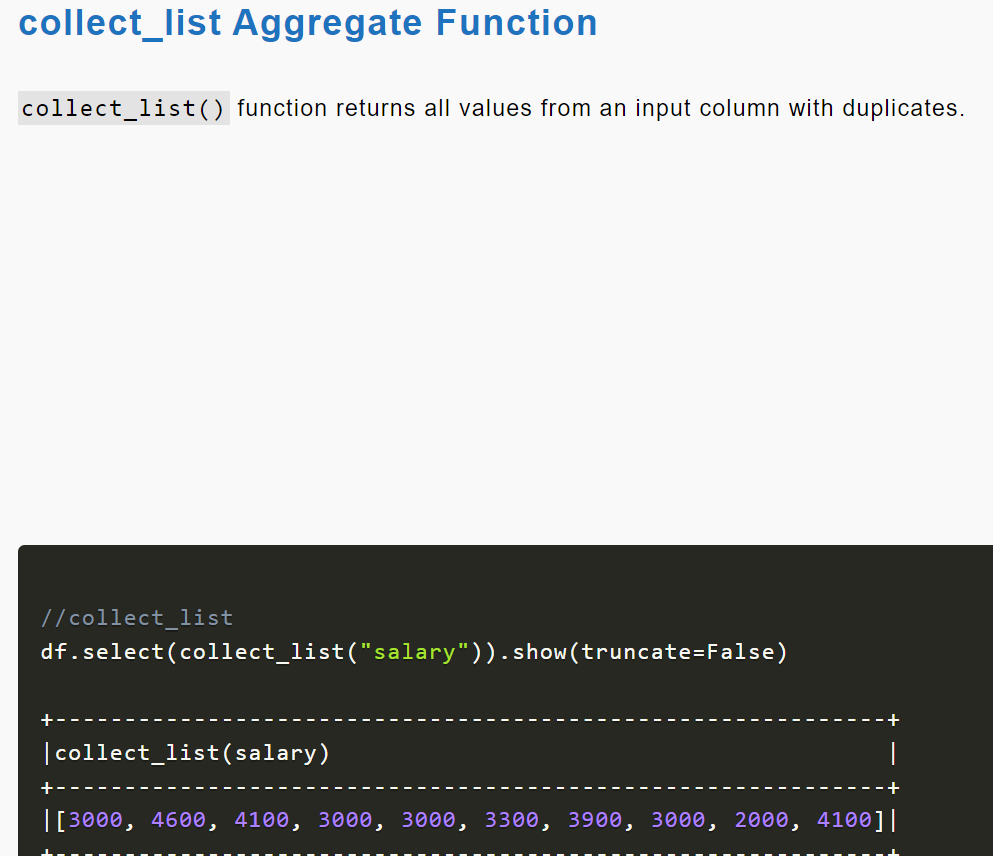 collect_list Aggregate Function
collect_list() function returns all values from an input column with duplicates.
//collect_list
df.select(collect_list("salary")).show(truncate=False)
+------------------------------------------------------------+
|collect_list(salary)                                        |
+------------------------------------------------------------+
|[3000, 4600, 4100, 3000, 3000, 3300, 3900, 3000, 2000, 4100]|
+------------------------------------------------------------+